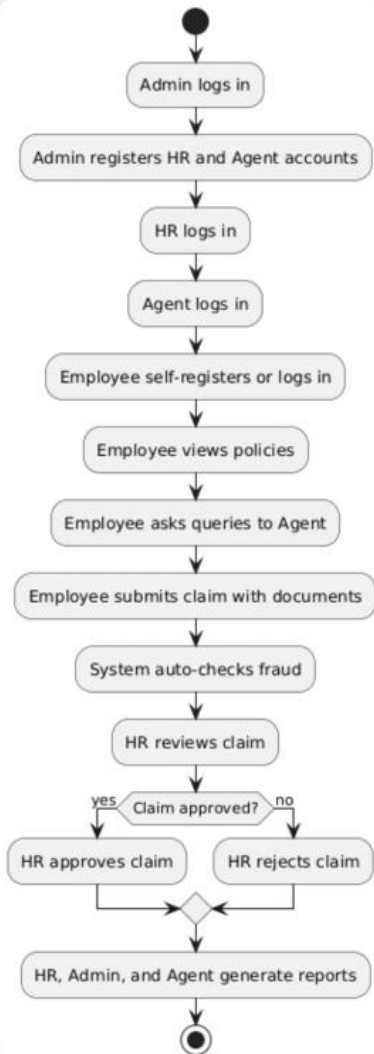 Admin logs in
Admin registers HR and Agent accounts
HR logs in
Agent logs in
Employee self-registers or logs in
Employee views policies
Employee asks queries to Agent
Employee submits claim with documents
System auto-checks fraud
HR reviews claim
yes
Claim approved?
no
HR approves claim
HR rejects claim
HR, Admin, and Agent generate reports